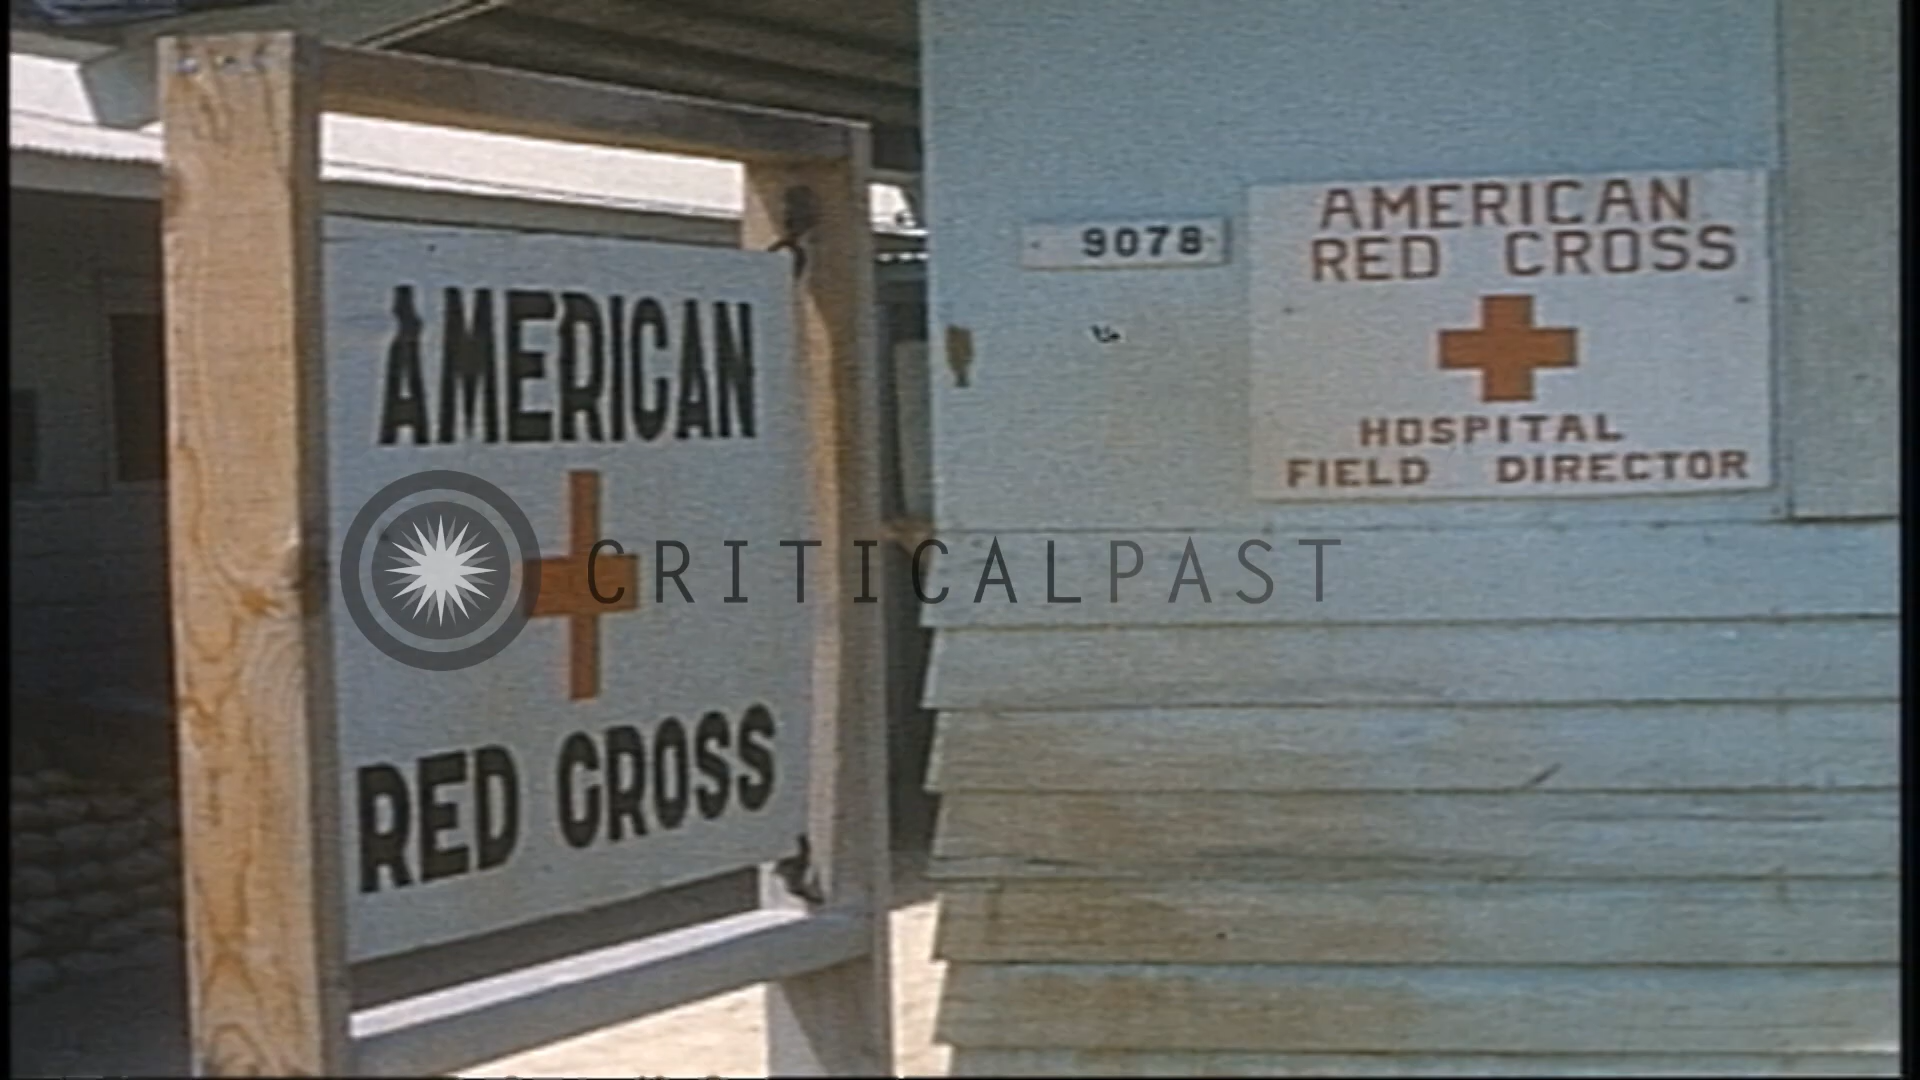 AMERICAN
RED CROSS
9078
AMERICAN
RED CROSS
HOSPITAL
FIELD DIRECTOR
CRITICALPAST